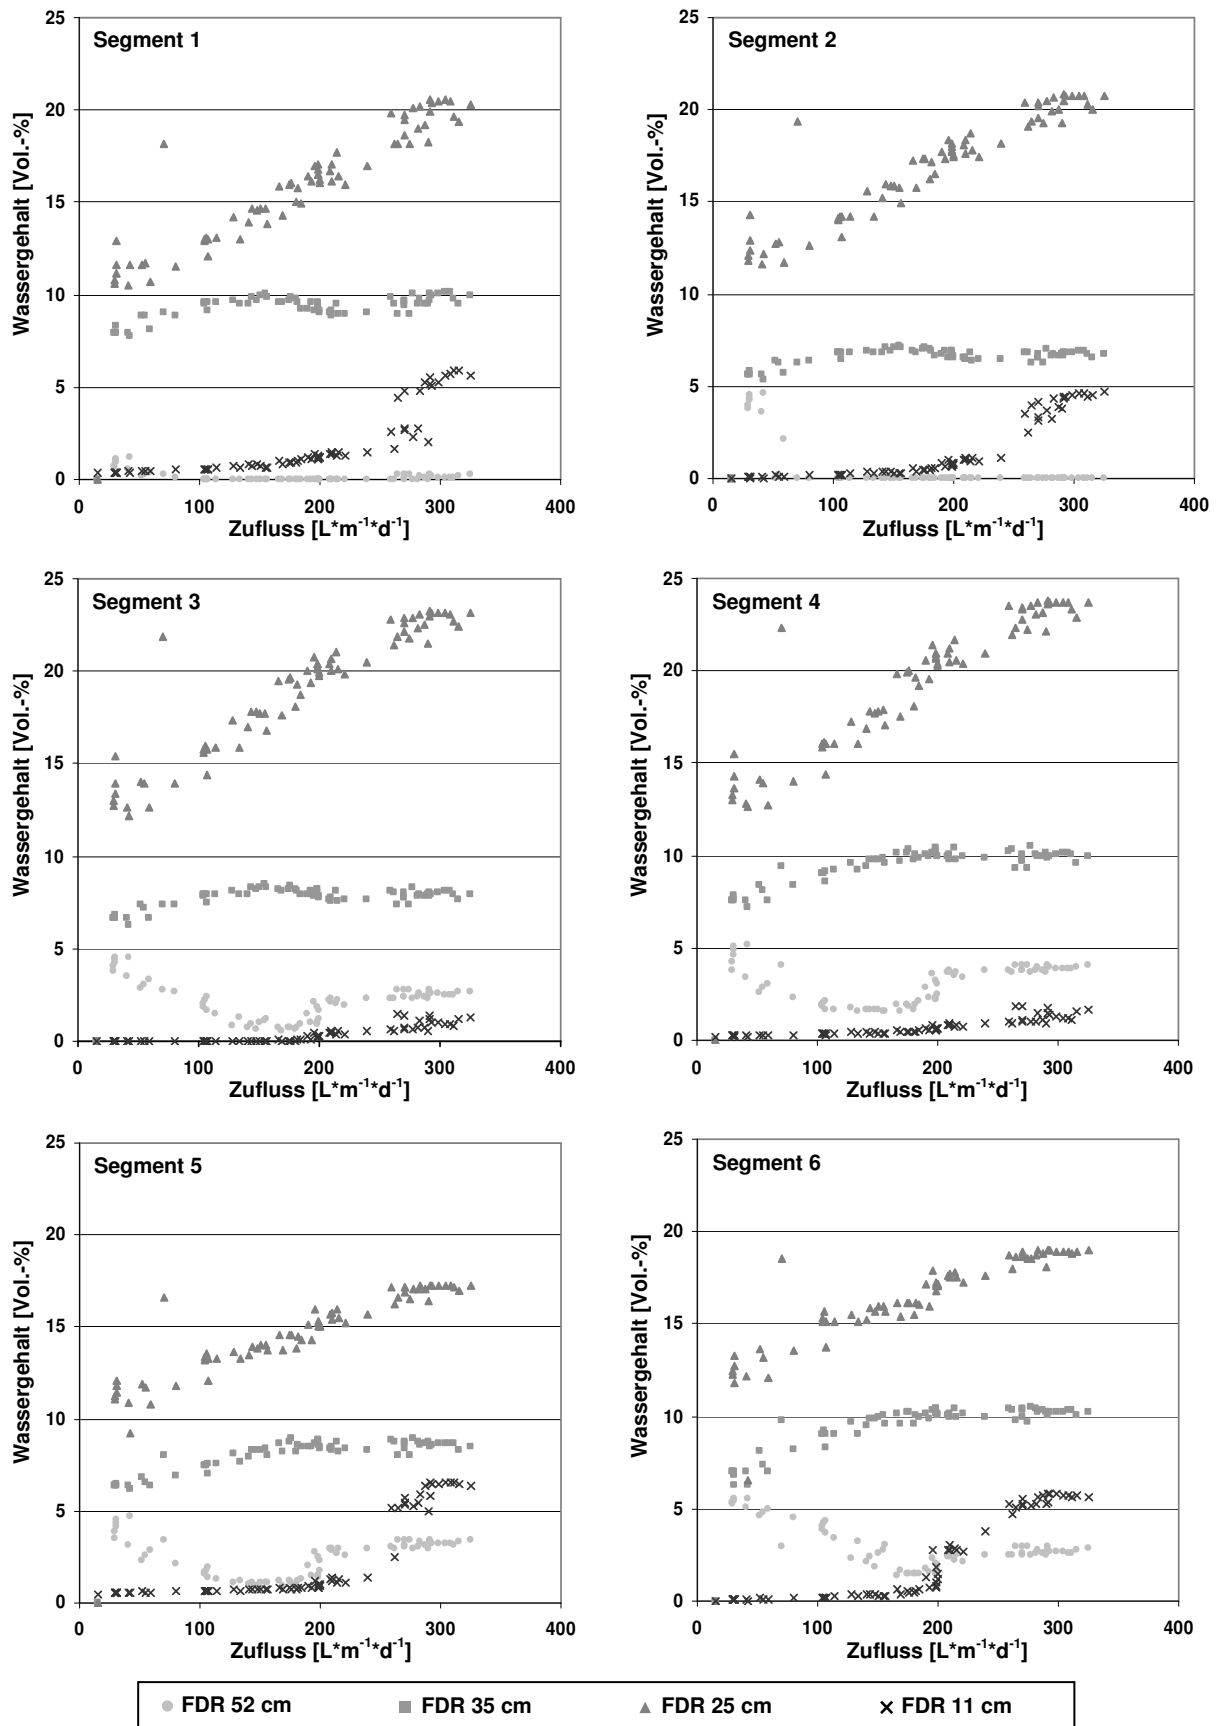 Segment 1
Wassergehalt [Vol.-%]
25
20
15
10
5
0
0 100 200 300 400
Zufluss [L*m⁻¹*d⁻¹]
Segment 2
Wassergehalt [Vol.-%]
25
20
15
10
5
0
0 100 200 300 400
Zufluss [L*m⁻¹*d⁻¹]
Segment 3
Wassergehalt [Vol.-%]
25
20
15
10
5
0
0 100 200 300 400
Zufluss [L*m⁻¹*d⁻¹]
Segment 4
Wassergehalt [Vol.-%]
25
20
15
10
5
0
0 100 200 300 400
Zufluss [L*m⁻¹*d⁻¹]
Segment 5
Wassergehalt [Vol.-%]
25
20
15
10
5
0
0 100 200 300 400
Zufluss [L*m⁻¹*d⁻¹]
Segment 6
Wassergehalt [Vol.-%]
25
20
15
10
5
0
0 100 200 300 400
Zufluss [L*m⁻¹*d⁻¹]
FDR 52 cm FDR 35 cm FDR 25 cm FDR 11 cm